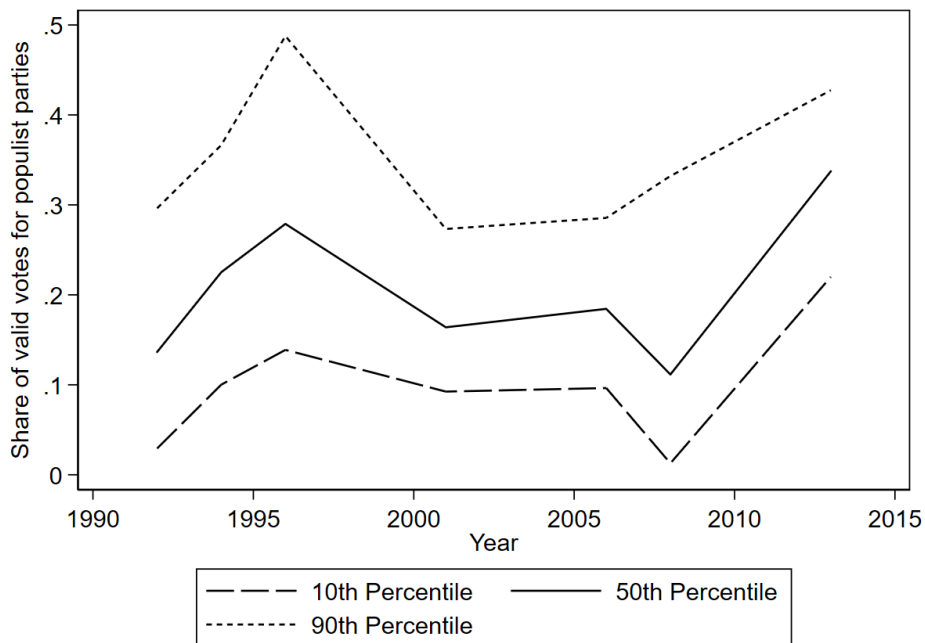 Share of valid votes for populist parties
.5
.4
.3
.2
.1
0
1990 1995 2000 2005 2010 2015
Year
10th Percentile 50th Percentile
90th Percentile